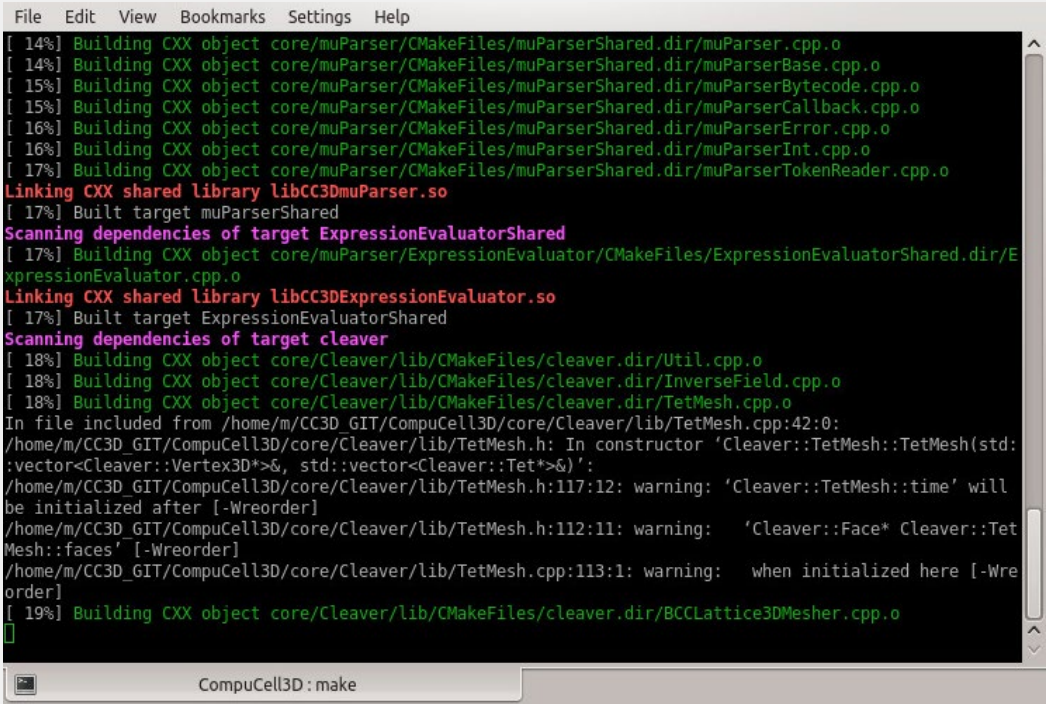 File Edit View Bookmarks Settings Help
[ 14%] Building CXX object core/muParser/CMakeFiles/muParserShared.dir/muParser.cpp.o
[ 14%] Building CXX object core/muParser/CMakeFiles/muParserShared.dir/muParserBase.cpp.o
[ 15%] Building CXX object core/muParser/CMakeFiles/muParserShared.dir/muParserBytecode.cpp.o
[ 15%] Building CXX object core/muParser/CMakeFiles/muParserShared.dir/muParserCallback.cpp.o
[ 16%] Building CXX object core/muParser/CMakeFiles/muParserShared.dir/muParserError.cpp.o
[ 16%] Building CXX object core/muParser/CMakeFiles/muParserShared.dir/muParserInt.cpp.o
[ 17%] Building CXX object core/muParser/CMakeFiles/muParserShared.dir/muParserTokenReader.cpp.o
Linking CXX shared library libCC3DmuParser.so
[ 17%] Built target muParserShared
Scanning dependencies of target ExpressionEvaluatorShared
[ 17%] Building CXX object core/muParser/ExpressionEvaluator/CMakeFiles/ExpressionEvaluatorShared.dir/E
xpressionEvaluator.cpp.o
Linking CXX shared library libCC3DExpressionEvaluator.so
[ 17%] Built target ExpressionEvaluatorShared
Scanning dependencies of target cleaver
[ 18%] Building CXX object core/Cleaver/lib/CMakeFiles/cleaver.dir/Util.cpp.o
[ 18%] Building CXX object core/Cleaver/lib/CMakeFiles/cleaver.dir/InverseField.cpp.o
[ 18%] Building CXX object core/Cleaver/lib/CMakeFiles/cleaver.dir/TetMesh.cpp.o
In file included from /home/m/CC3D_GIT/CompuCell3D/core/Cleaver/lib/TetMesh.cpp:42:0:
/home/m/CC3D_GIT/CompuCell3D/core/Cleaver/lib/TetMesh.h: In constructor ‘Cleaver::TetMesh::TetMesh(std:
:vector<Cleaver::Vertex3D*>&, std::vector<Cleaver::Tet*>&)’:
/home/m/CC3D_GIT/CompuCell3D/core/Cleaver/lib/TetMesh.h:117:12: warning: ‘Cleaver::TetMesh::time’ will
be initialized after [-Wreorder]
/home/m/CC3D_GIT/CompuCell3D/core/Cleaver/lib/TetMesh.h:112:11: warning:   ‘Cleaver::Face* Cleaver::Tet
Mesh::faces’ [-Wreorder]
/home/m/CC3D_GIT/CompuCell3D/core/Cleaver/lib/TetMesh.cpp:113:1: warning:   when initialized here [-Wre
order]
[ 19%] Building CXX object core/Cleaver/lib/CMakeFiles/cleaver.dir/BCCLattice3DMesher.cpp.o
CompuCell3D : make